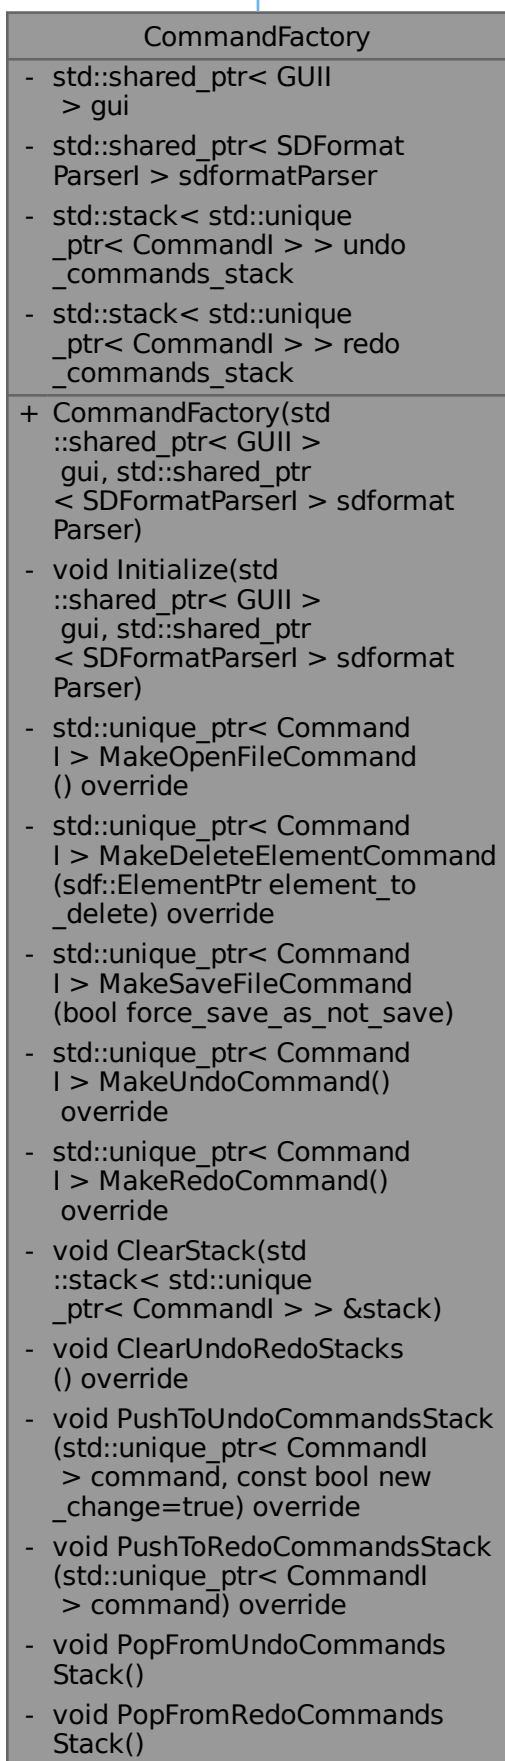 CommandFactory
- std::shared_ptr< GUII
> gui
- std::shared_ptr< SDFormat
ParserI > sdformatParser
- std::stack< std::unique
_ptr< CommandI > > undo
_commands_stack
- std::stack< std::unique
_ptr< CommandI > > redo
_commands_stack
+ CommandFactory(std
::shared_ptr< GUII >
gui, std::shared_ptr
< SDFormatParserI > sdformat
Parser)
- void Initialize(std
::shared_ptr< GUII >
gui, std::shared_ptr
< SDFormatParserI > sdformat
Parser)
- std::unique_ptr< Command
I > MakeOpenFileCommand
() override
- std::unique_ptr< Command
I > MakeDeleteElementCommand
(sdf::ElementPtr element_to
_delete) override
- std::unique_ptr< Command
I > MakeSaveFileCommand
(bool force_save_as_not_save)
- std::unique_ptr< Command
I > MakeUndoCommand()
override
- std::unique_ptr< Command
I > MakeRedoCommand()
override
- void ClearStack(std
::stack< std::unique
_ptr< CommandI > > &stack)
- void ClearUndoRedoStacks
() override
- void PushToUndoCommandsStack
(std::unique_ptr< CommandI
> command, const bool new
_change=true) override
- void PushToRedoCommandsStack
(std::unique_ptr< CommandI
> command) override
- void PopFromUndoCommands
Stack()
- void PopFromRedoCommands
Stack()